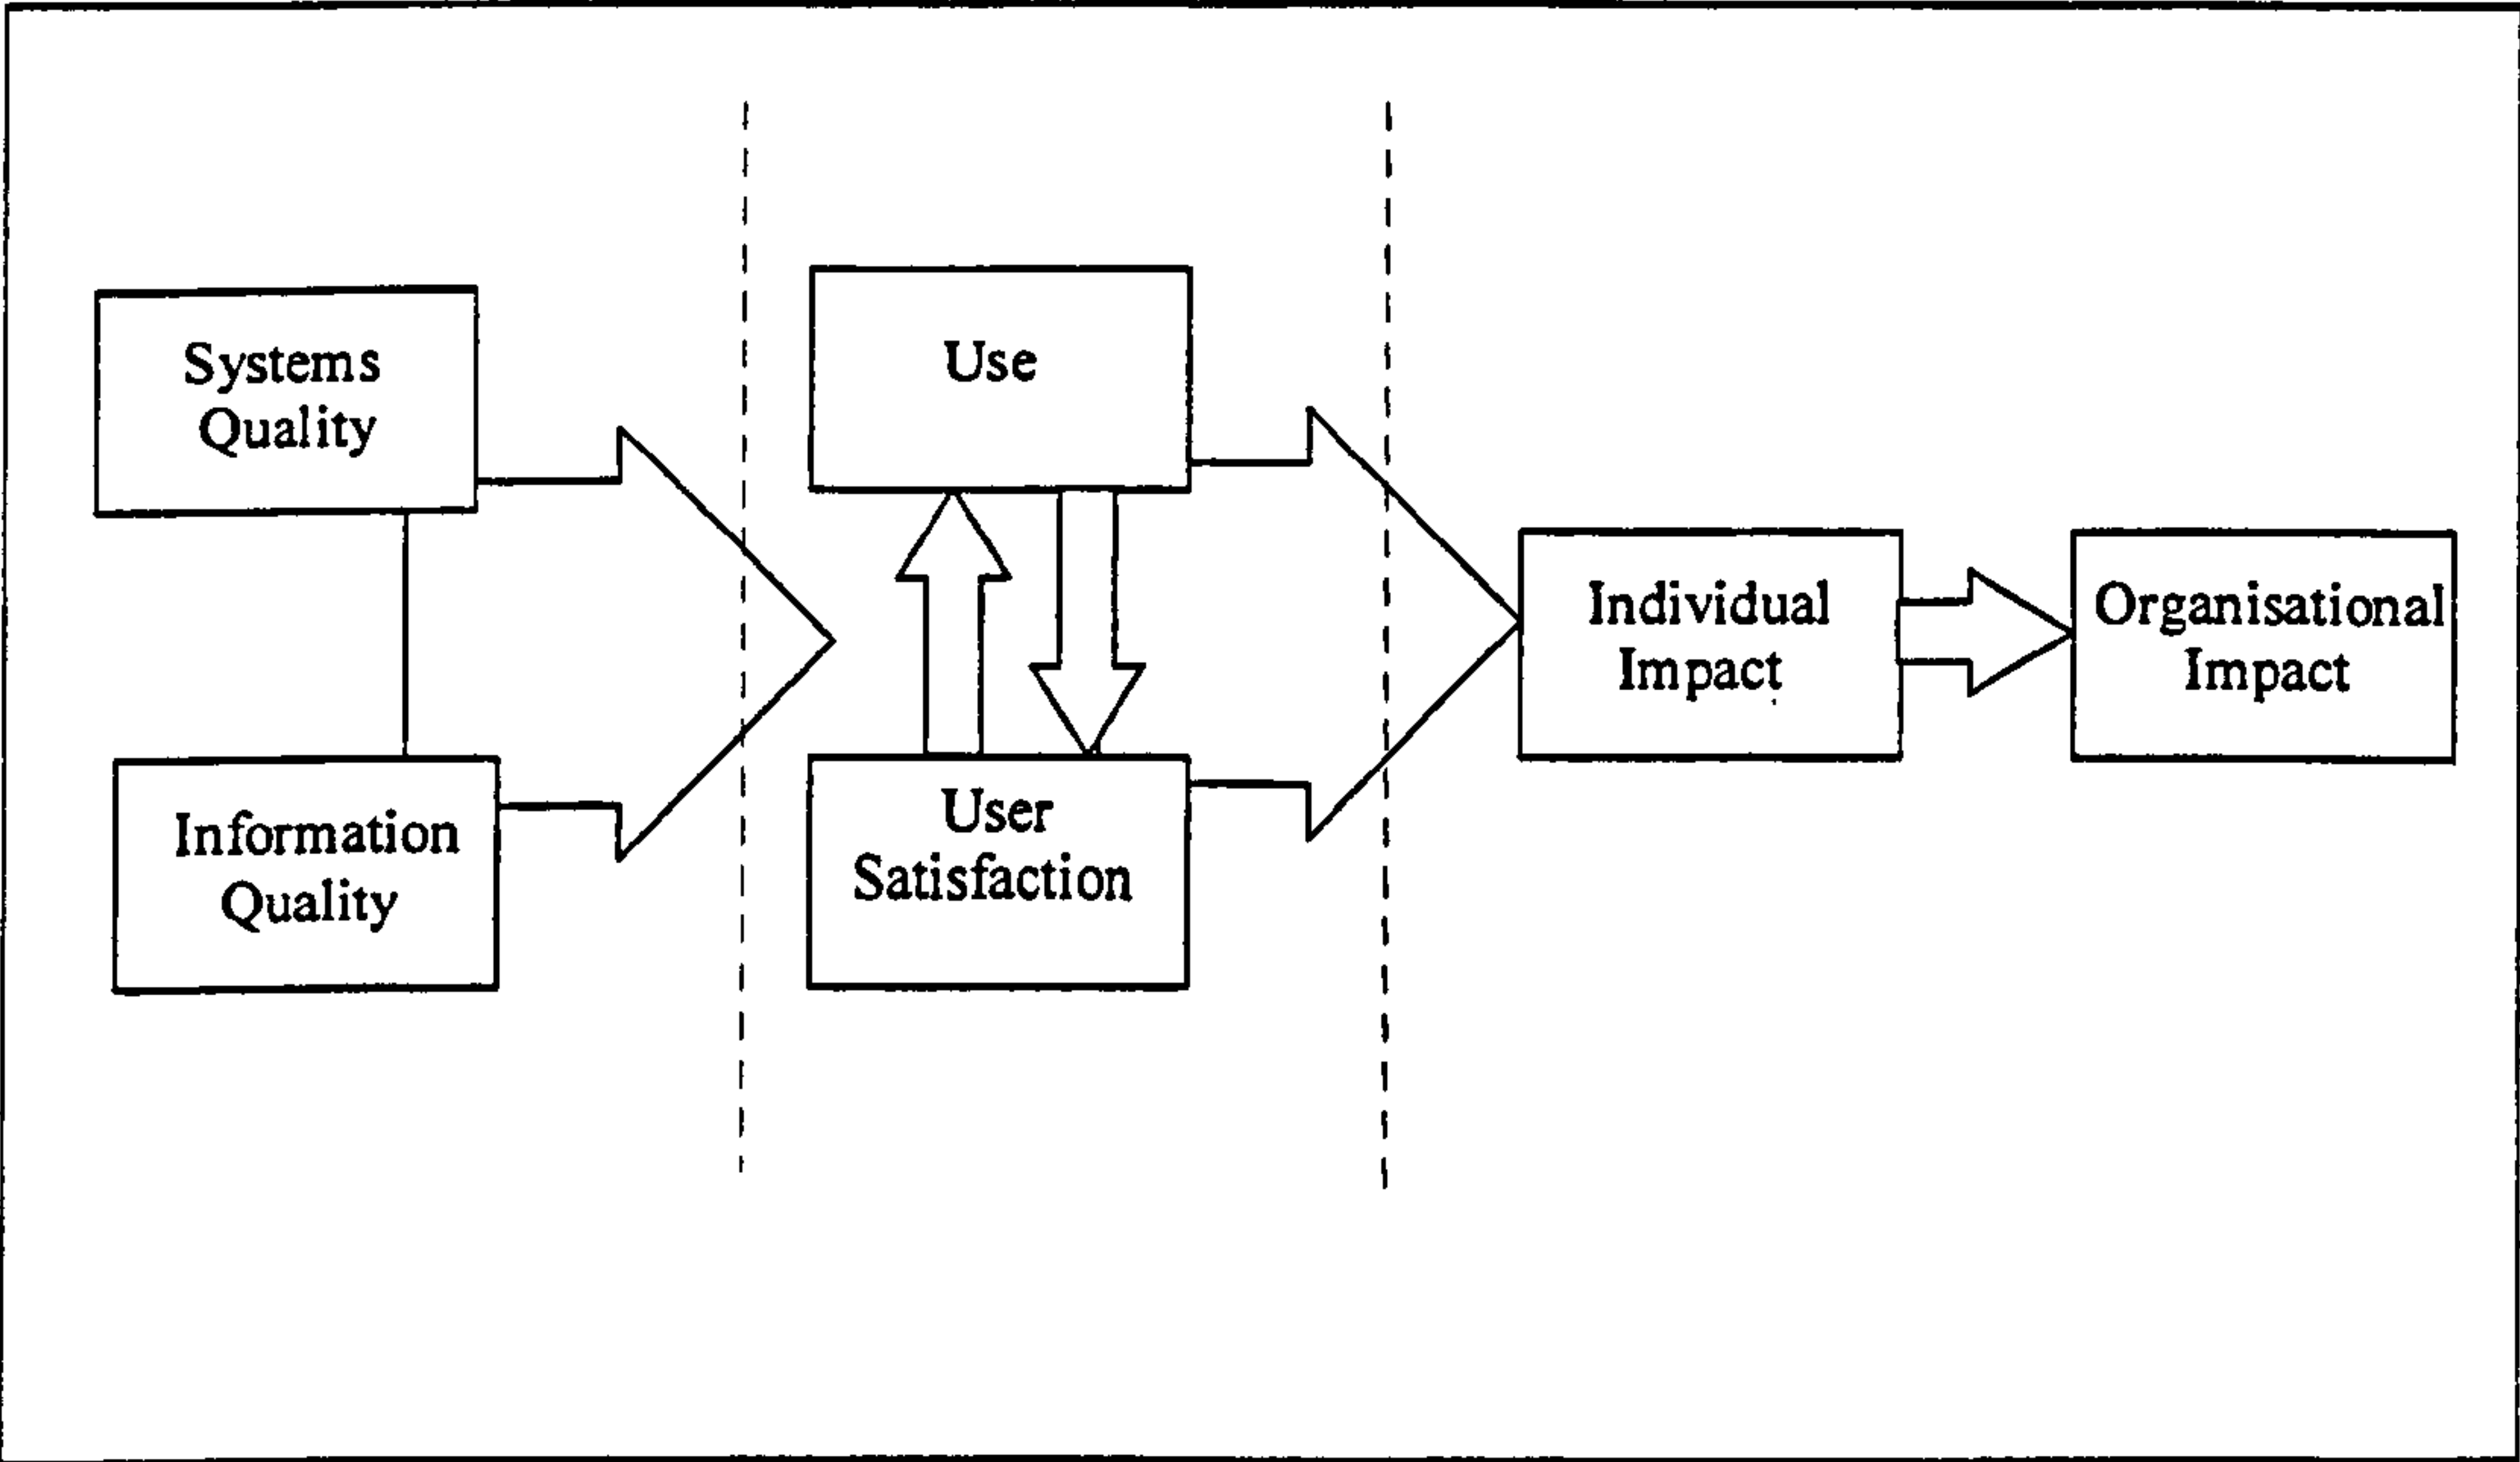 Systems
Quality
Information
Quality
Use
User
Satisfaction
Individual
Impact
Organisational
Impact